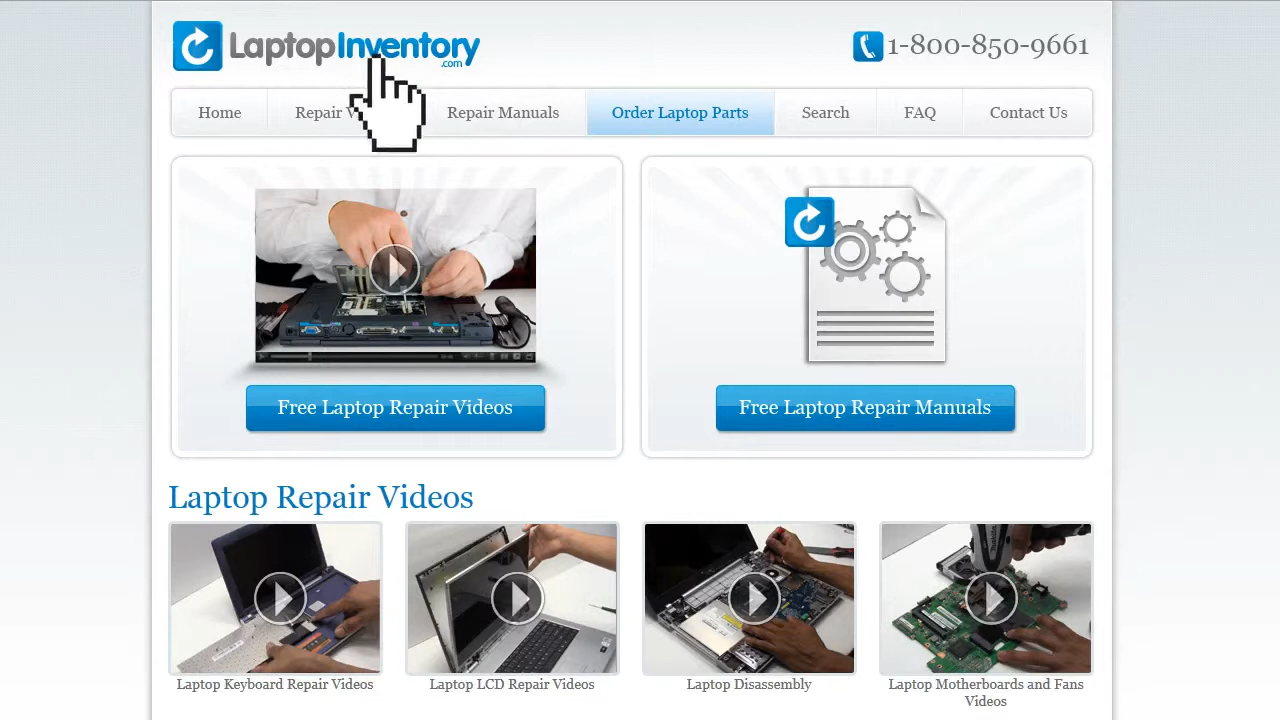 LaptopInventory
.com
1-800-850-9661
Home
Repair V
Repair Manuals
Order Laptop Parts
Search
FAQ
Contact Us
Free Laptop Repair Videos
Free Laptop Repair Manuals
Laptop Repair Videos
Laptop Keyboard Repair Videos
Laptop LCD Repair Videos
Laptop Disassembly
Laptop Motherboards and Fans
Videos